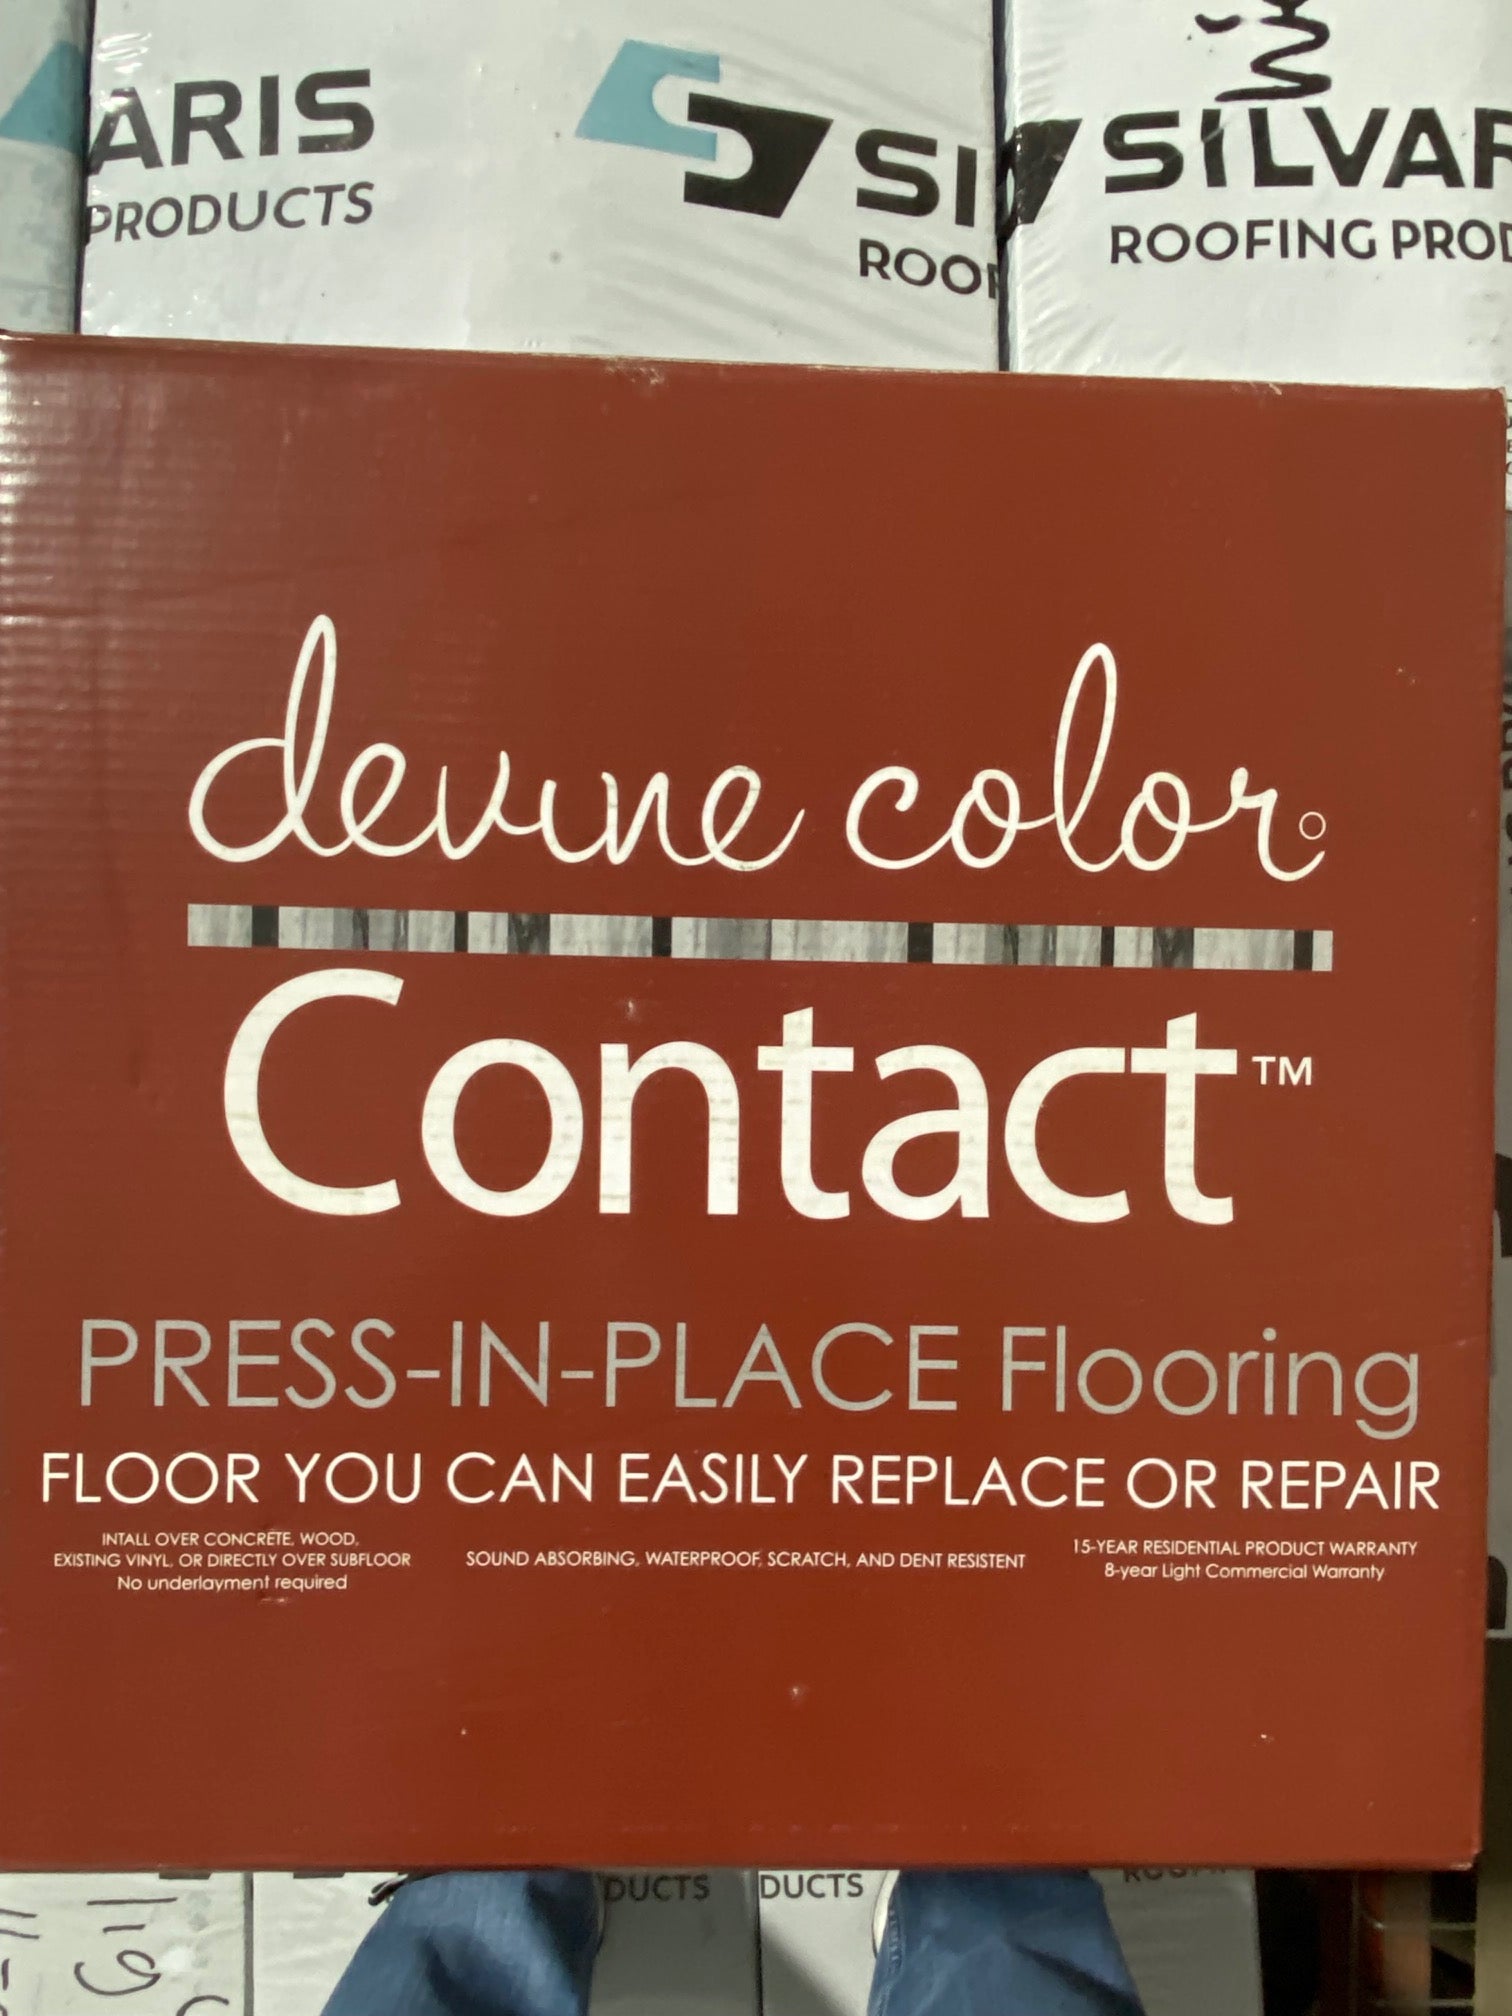 ARIS
PRODUCTS
SI
ROOF
SILVAR
ROOFING PROD
devine color
Contact™
PRESS-IN-PLACE Flooring
FLOOR YOU CAN EASILY REPLACE OR REPAIR
INTALL OVER CONCRETE, WOOD,
EXISTING VINYL, OR DIRECTLY OVER SUBFLOOR
No underlayment required
SOUND ABSORBING, WATERPROOF, SCRATCH, AND DENT RESISTENT
15-YEAR RESIDENTIAL PRODUCT WARRANTY
8-year Light Commercial Warranty
DUCTS
DUCTS